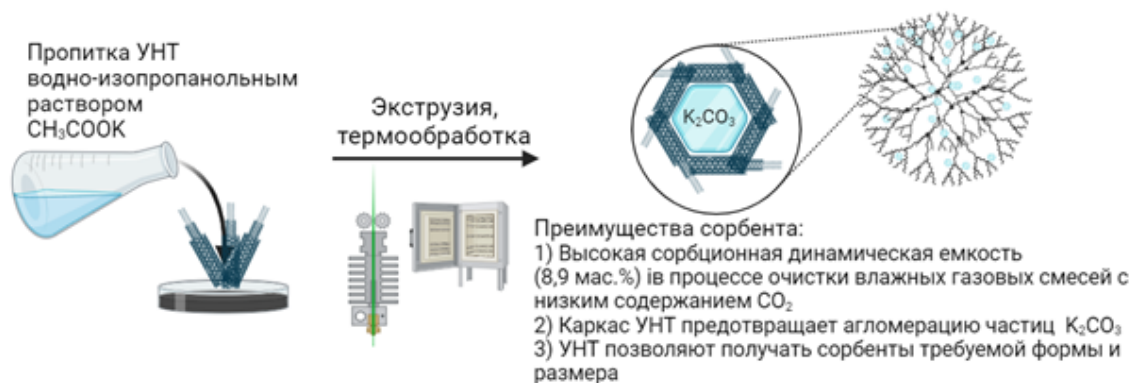 Пропитка УНТ
водно-изопропанольным
раствором
CH₃COOK
Экструзия,
термообработка
K₂CO₃
Преимущества сорбента:
1) Высокая сорбционная динамическая емкость
(8,9 мас.%) iв процессе очистки влажных газовых смесей с
низким содержанием CO₂
2) Каркас УНТ предотвращает агломерацию частиц K₂CO₃
3) УНТ позволяют получать сорбенты требуемой формы и
размера